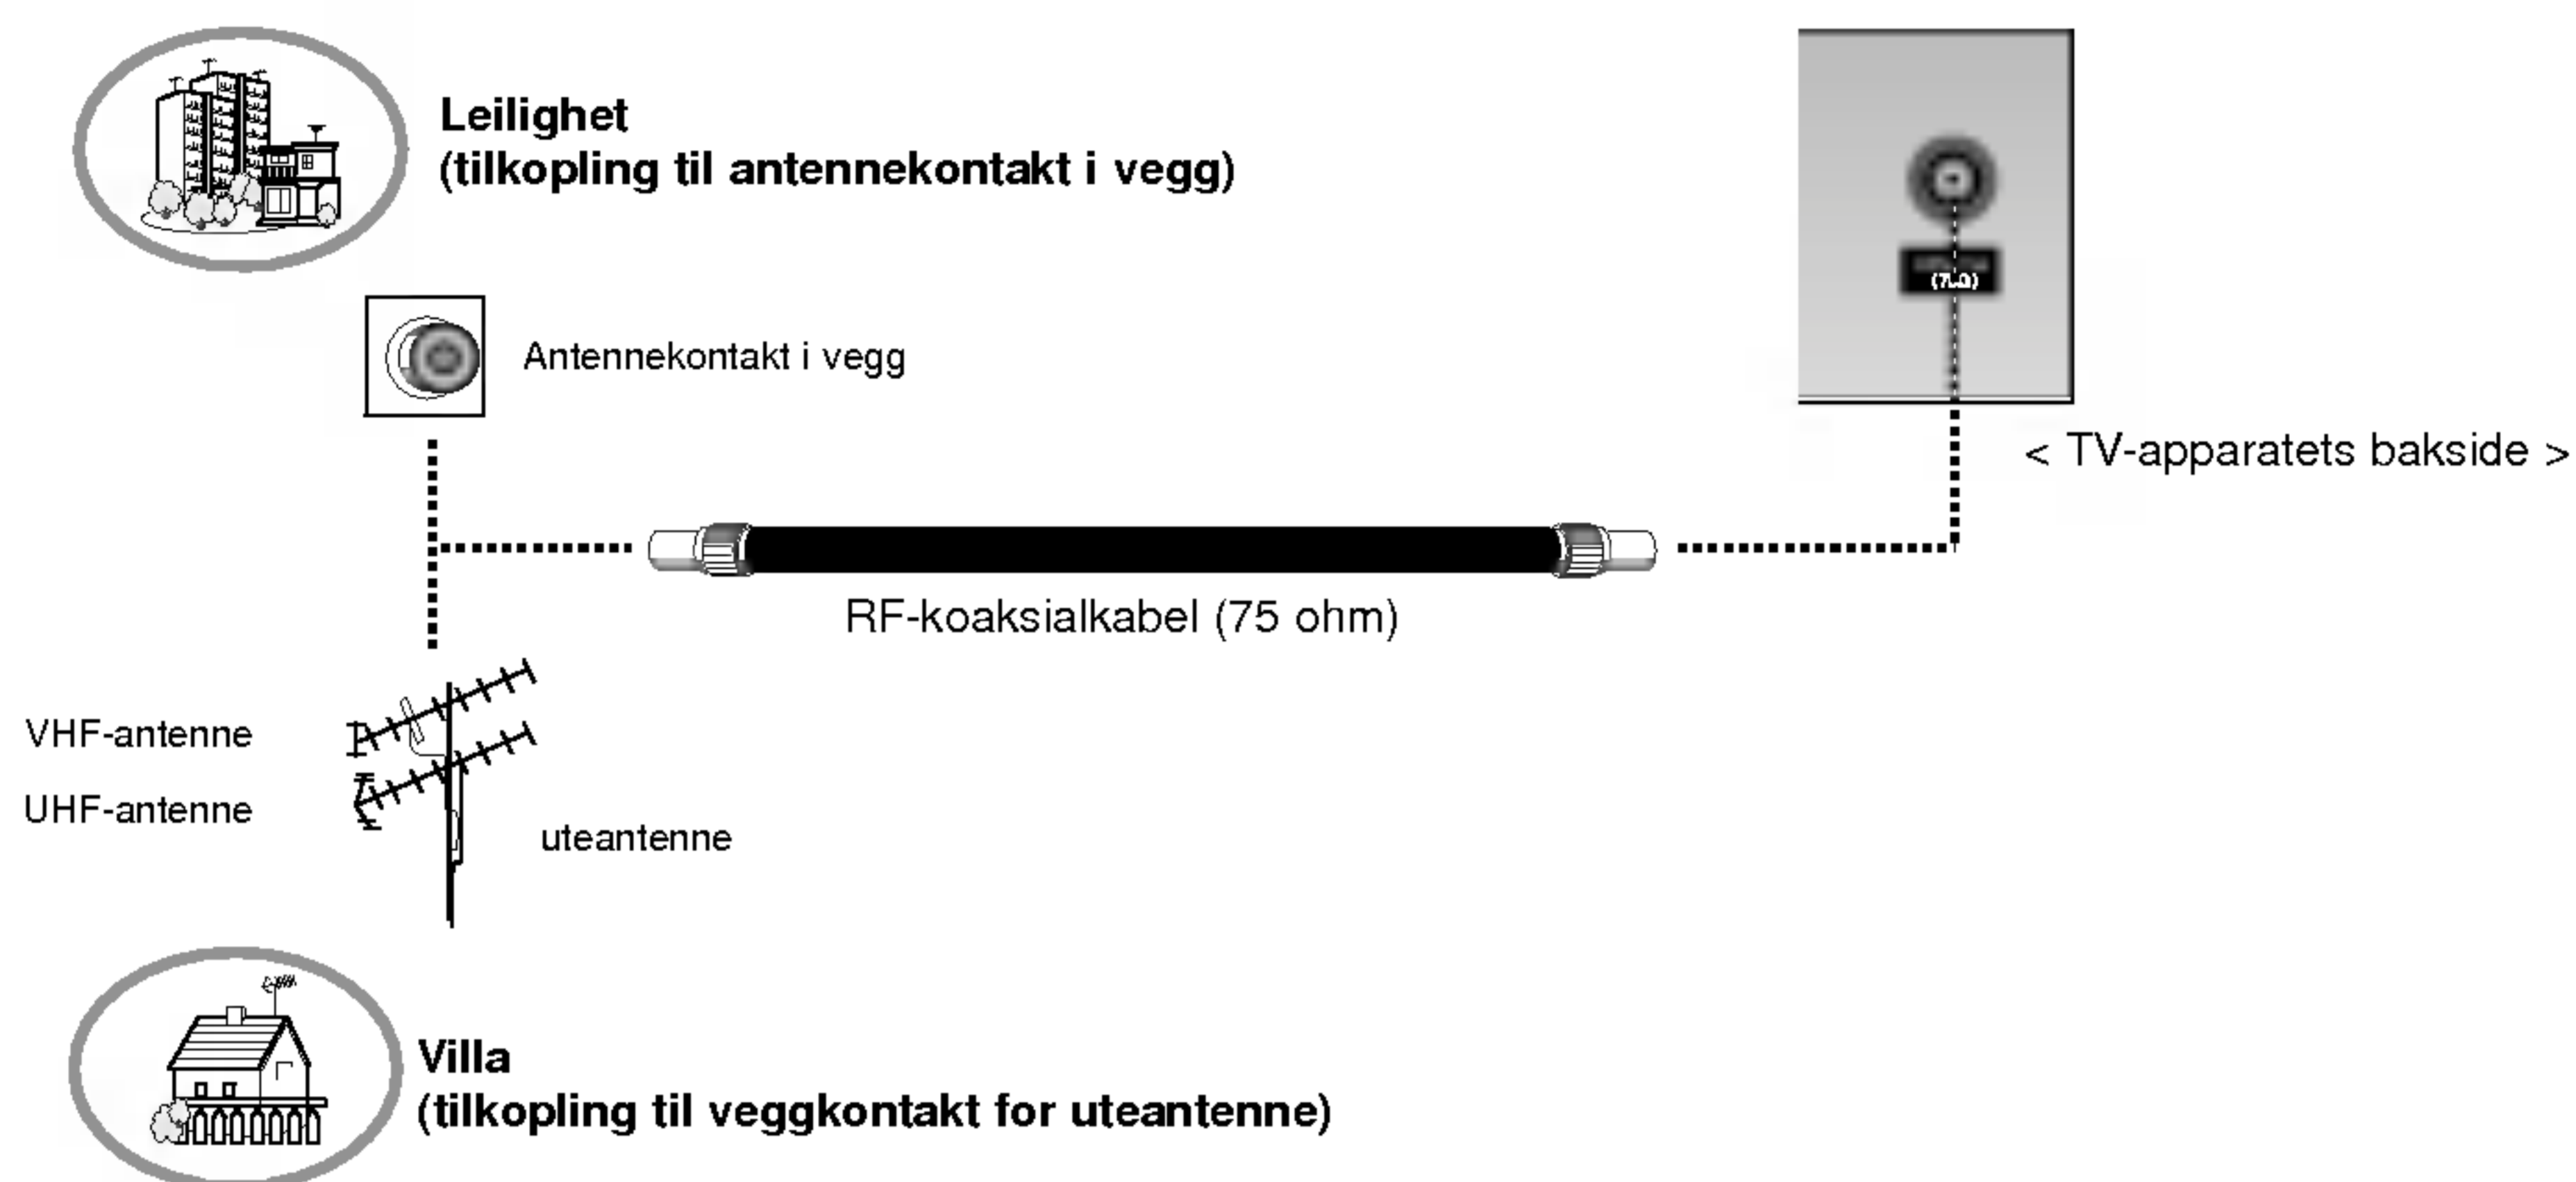 Leilighet
(tilkopling til antennekontakt i vegg)
Antennekontakt i vegg
< TV-apparatets bakside >
RF-koaksialkabel (75 ohm)
VHF-antenne
UHF-antenne
uteantenne
Villa
(tilkopling til veggkontakt for uteantenne)